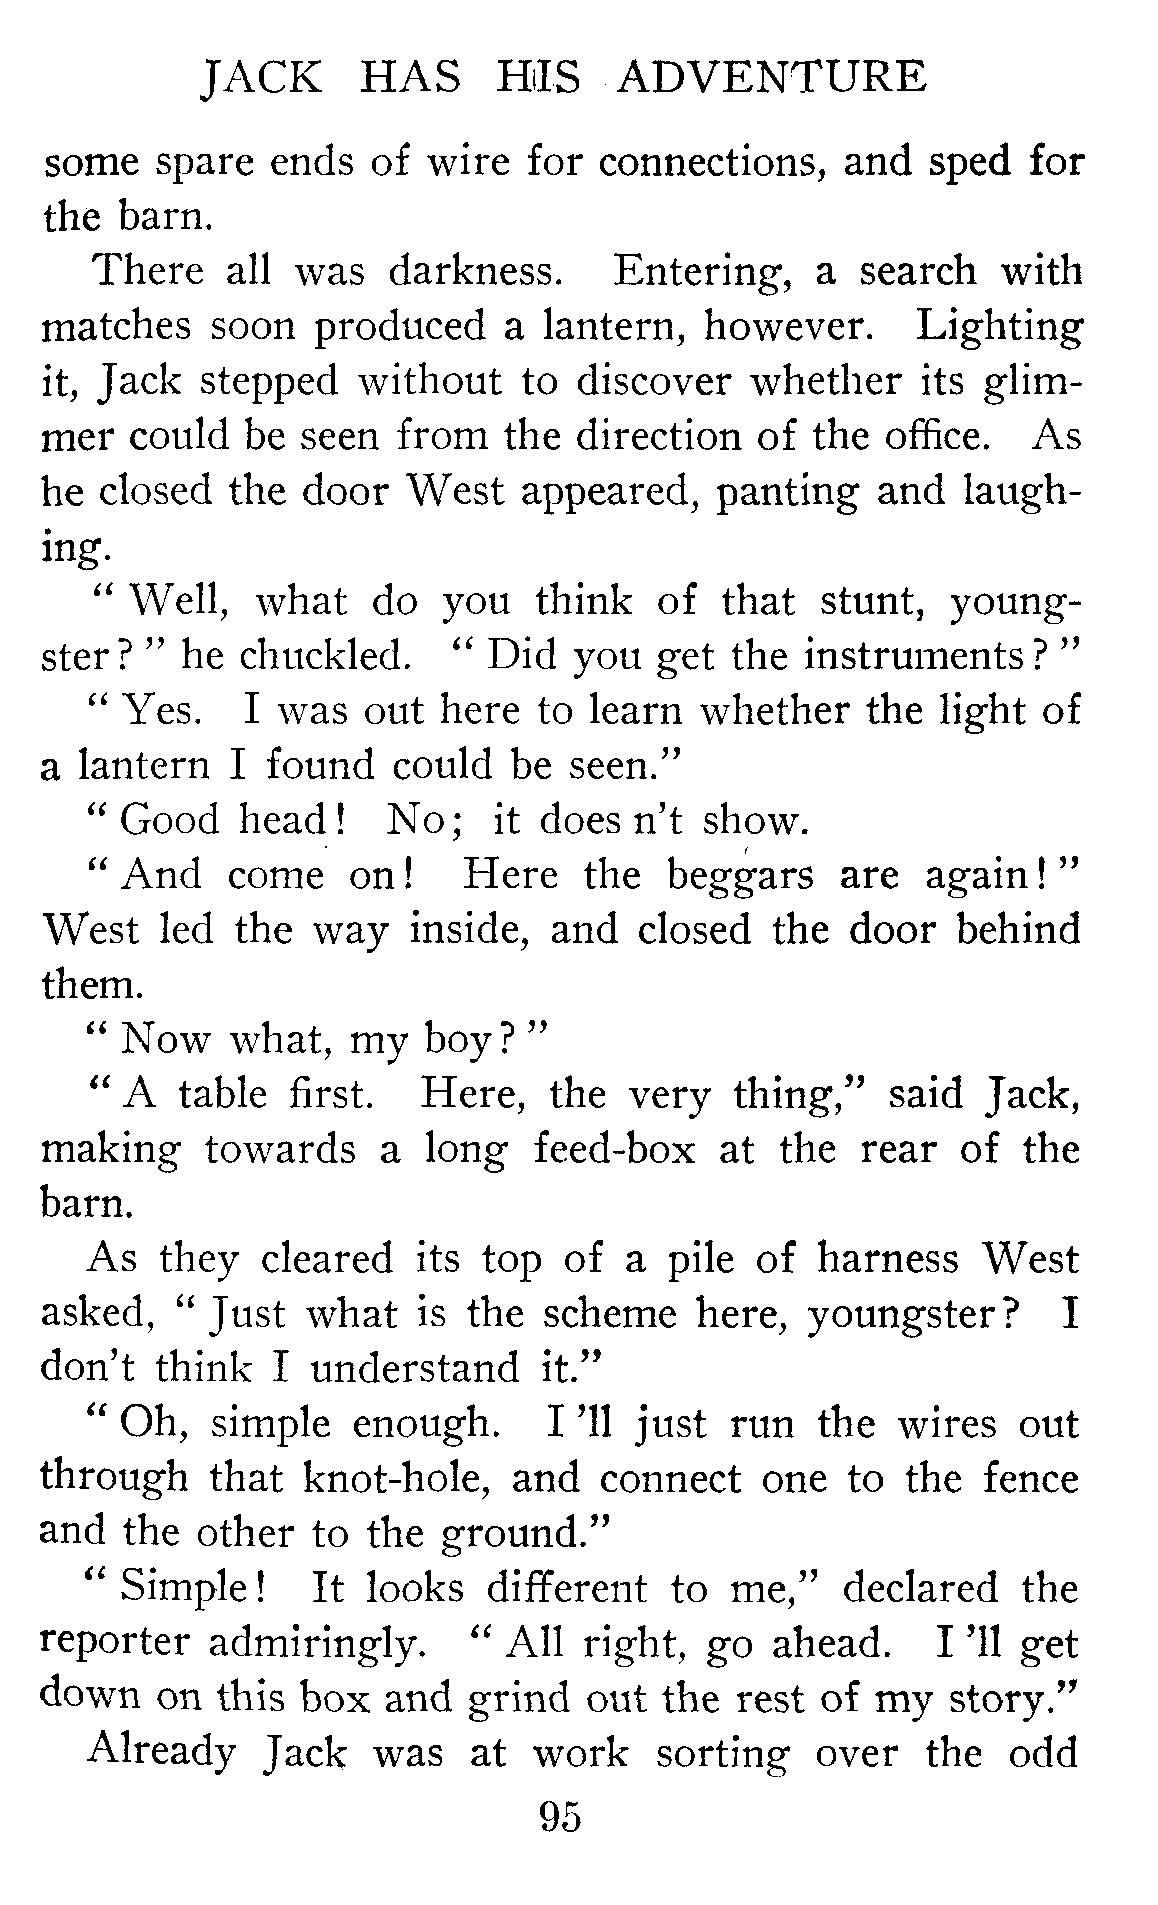 JACK HAS HIS ADVENTURE
some spare ends of wire for connections, and sped for
the barn.
There all was darkness. Entering, a search with
matches soon produced a lantern, however. Lighting
it, Jack stepped without to discover whether its glim-
mer could be seen from the direction of the office. As
he closed the door West appeared, panting and laugh-
ing.
“ Well, what do you think of that stunt, young-
ster? ” he chuckled. “ Did you get the instruments? ”
“ Yes. I was out here to learn whether the light of
a lantern I found could be seen.”
“ Good head! No; it does n't show.
“ And come on! Here the beggars are again! ”
West led the way inside, and closed the door behind
them.
“ Now what, my boy? ”
“ A table first. Here, the very thing,” said Jack,
making towards a long feed-box at the rear of the
barn.
As they cleared its top of a pile of harness West
asked, “ Just what is the scheme here, youngster? I
don't think I understand it.”
“ Oh, simple enough. I 'll just run the wires out
through that knot-hole, and connect one to the fence
and the other to the ground.”
“ Simple! It looks different to me,” declared the
reporter admiringly. “ All right, go ahead. I 'll get
down on this box and grind out the rest of my story.”
Already Jack was at work sorting over the odd
95